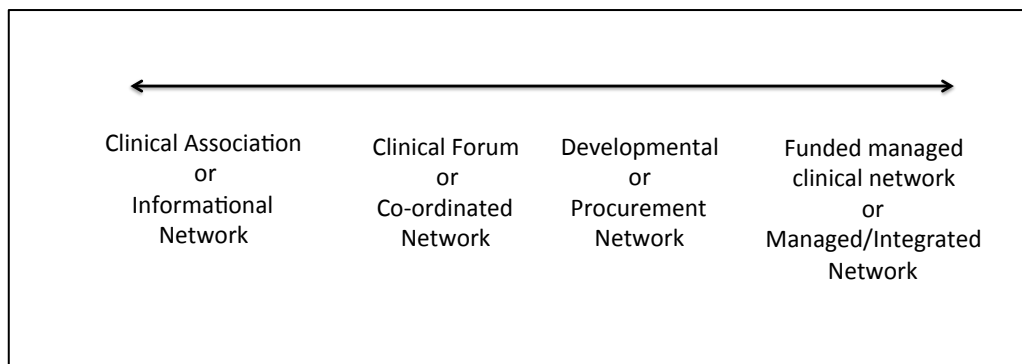 Clinical Association
or
Informational
Network
Clinical Forum
or
Co-ordinated
Network
Developmental
or
Procurement
Network
Funded managed
clinical network
or
Managed/Integrated
Network